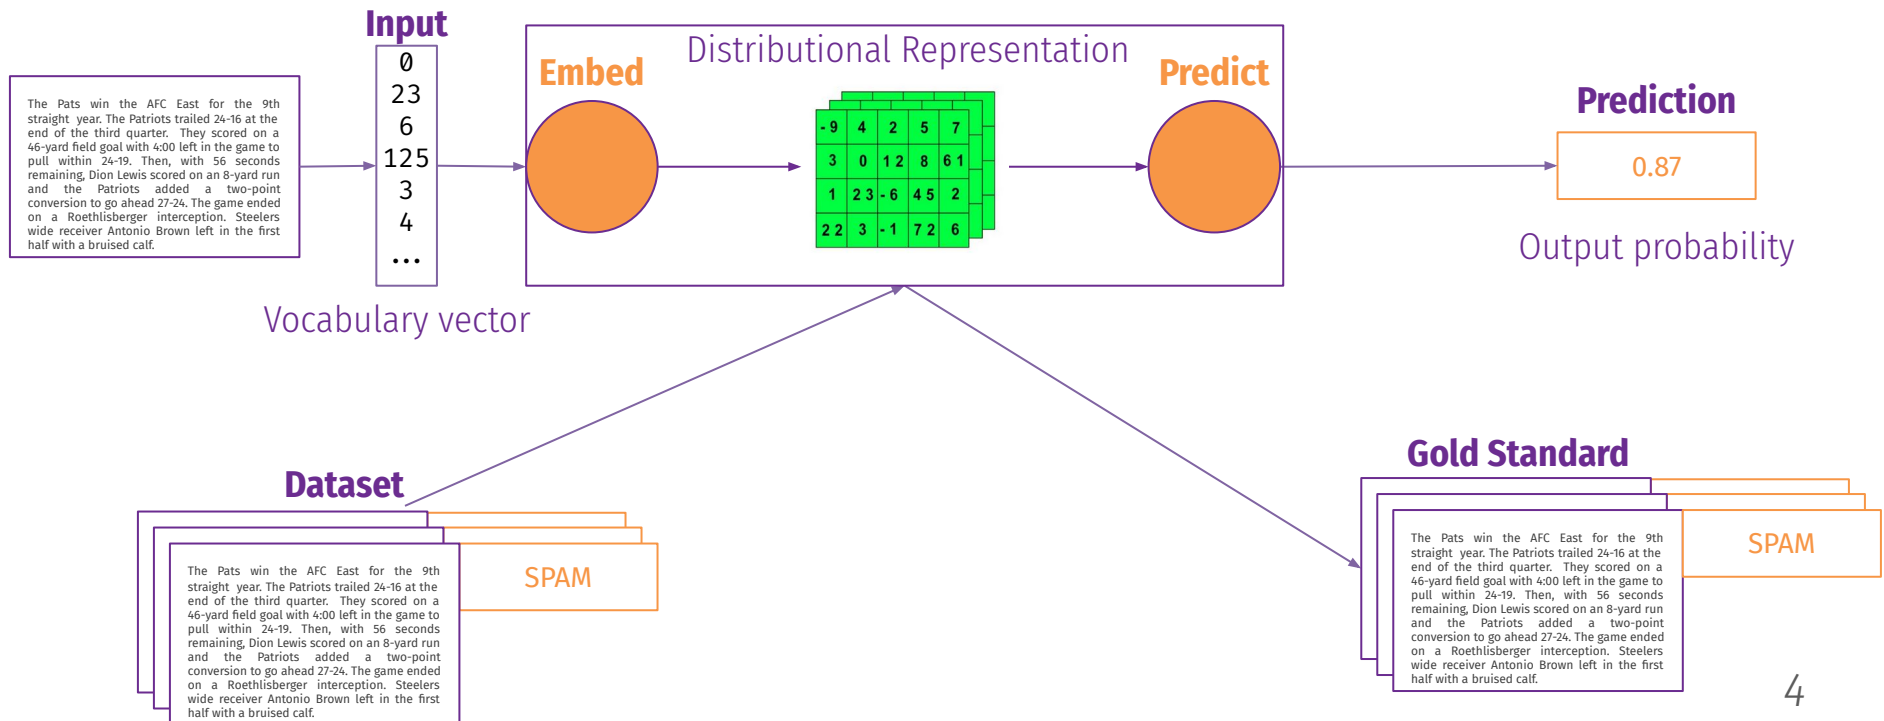 Input
0
23
6
125
3
4
...
Vocabulary vector
The Pats win the AFC East for the 9th
straight year. The Patriots trailed 24-16 at the
end of the third quarter. They scored on a
46-yard field goal with 4:00 left in the game to
pull within 24-19. Then, with 56 seconds
remaining, Dion Lewis scored on an 8-yard run
and the Patriots added a two-point
conversion to go ahead 27-24. The game ended
on a Roethlisberger interception. Steelers
wide receiver Antonio Brown left in the first
half with a bruised calf.
Distributional Representation
Embed
Predict
-9 4 2 5 7
3 0 12 8 61
1 23 -6 45 2
22 3 -1 72 6
Prediction
0.87
Output probability
Dataset
The Pats win the AFC East for the 9th
straight year. The Patriots trailed 24-16 at the
end of the third quarter. They scored on a
46-yard field goal with 4:00 left in the game to
pull within 24-19. Then, with 56 seconds
remaining, Dion Lewis scored on an 8-yard run
and the Patriots added a two-point
conversion to go ahead 27-24. The game ended
on a Roethlisberger interception. Steelers
wide receiver Antonio Brown left in the first
half with a bruised calf.
SPAM
Gold Standard
The Pats win the AFC East for the 9th
straight year. The Patriots trailed 24-16 at the
end of the third quarter. They scored on a
46-yard field goal with 4:00 left in the game to
pull within 24-19. Then, with 56 seconds
remaining, Dion Lewis scored on an 8-yard run
and the Patriots added a two-point
conversion to go ahead 27-24. The game ended
on a Roethlisberger interception. Steelers
wide receiver Antonio Brown left in the first
half with a bruised calf.
SPAM
4